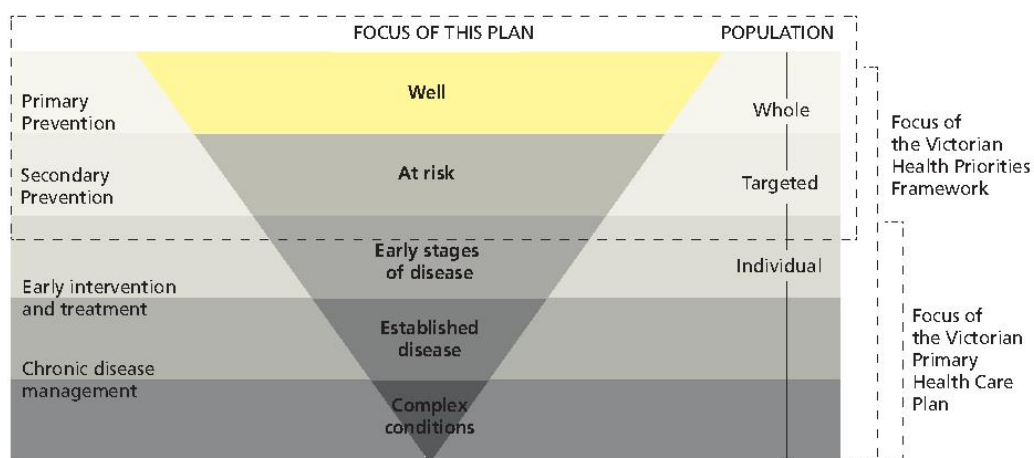 FOCUS OF THIS PLAN
POPULATION
Primary
Prevention
Well
Whole
Focus of
the Victorian
Health Priorities
Framework
Secondary
Prevention
At risk
Targeted
Early stages
of disease
Individual
Early intervention
and treatment
Established
disease
Focus of
the Victorian
Primary
Health Care
Plan
Chronic disease
management
Complex
conditions